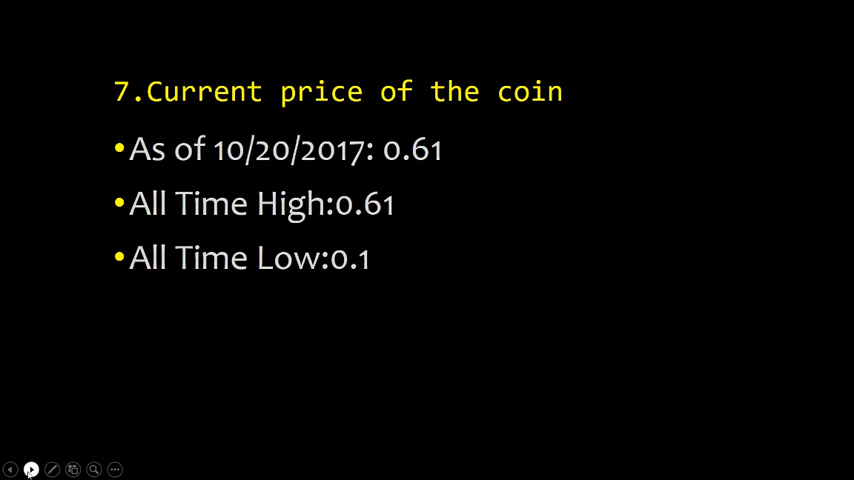 7.Current price of the coin
•As of 10/20/2017: 0.61
•All Time High:0.61
•All Time Low:0.1